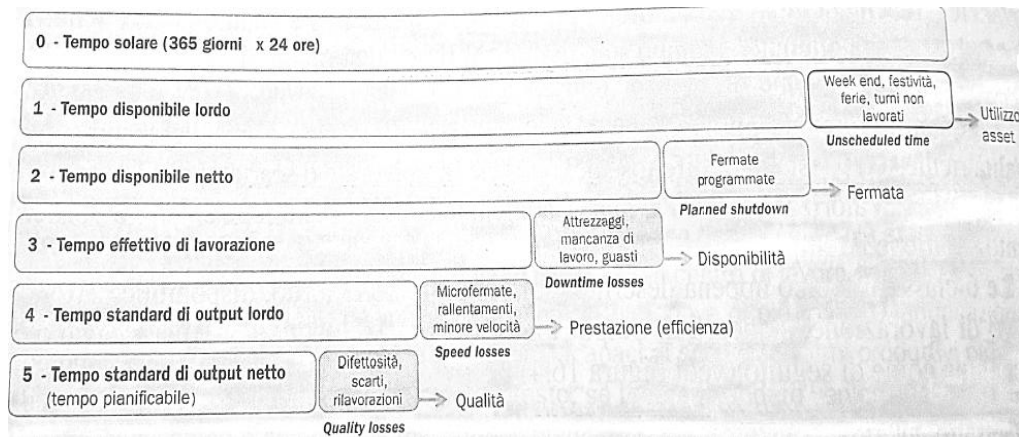 0 - Tempo solare (365 giorni x 24 ore)
1 - Tempo disponibile lordo
Week end, festività,
ferie, turni non
lavorati
Utilizzo
asset
Unscheduled time
2 - Tempo disponibile netto
Fermate
programmate
Fermata
Planned shutdown
3 - Tempo effettivo di lavorazione
Attrezzaggi,
mancanza di
lavoro, guasti
Disponibilità
Downtime losses
4 - Tempo standard di output lordo
Microfermate,
rallentamenti,
minore velocità
Prestazione (efficienza)
Speed losses
5 - Tempo standard di output netto
(tempo pianificabile)
Difettosità,
scarti,
rilavorazioni
Qualità
Quality losses